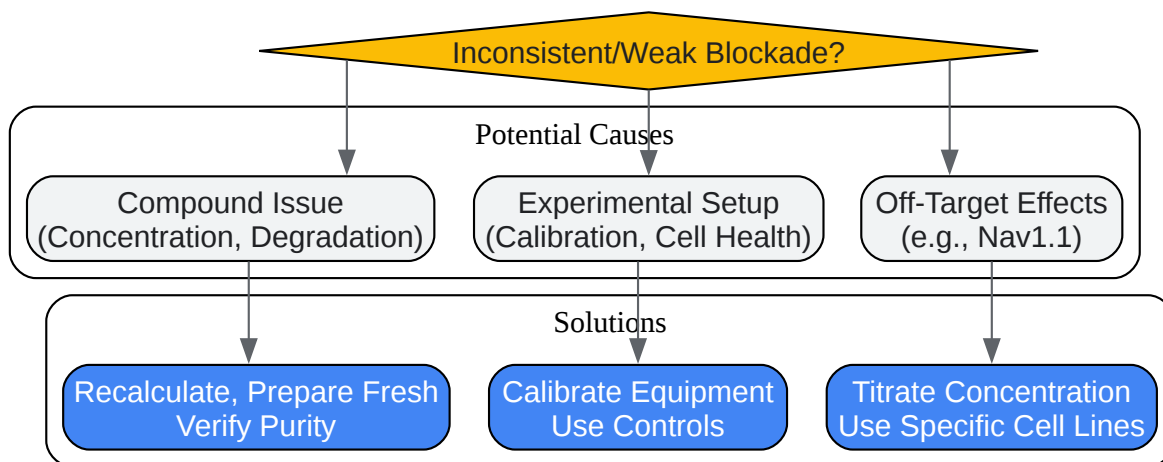 Inconsistent/Weak Blockade?
Potential Causes
Compound Issue
(Concentration, Degradation)
Experimental Setup
(Calibration, Cell Health)
Off-Target Effects
(e.g., Nav1.1)
Solutions
Recalculate, Prepare Fresh
Verify Purity
Calibrate Equipment
Use Controls
Titrate Concentration
Use Specific Cell Lines